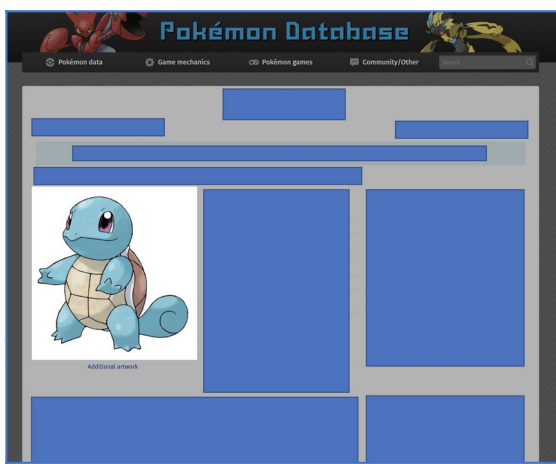 Pokémon Database
Pokémon data Game mechanics Pokémon games Community/Other Search
Additional artwork